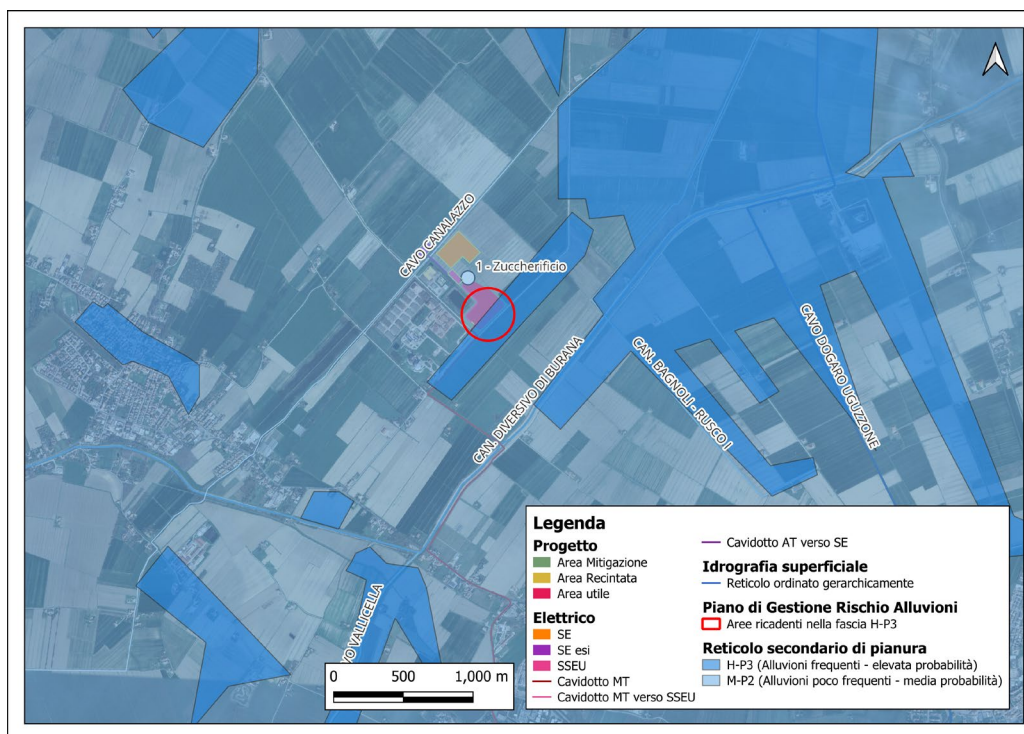 CAVO CANALAZZO
1 - Zuccherificio
CAN. DIVERSIVO DI BURANA
CAN. BAGNOLI - RUSCO I
CAVO DOGARO UGUZZONE
VO VALLICELLA
0 500 1,000 m
Legenda
Progetto
Area Mitigazione
Area Recintata
Area utile
Elettrico
SE
SE esi
SSEU
Cavidotto MT
Cavidotto MT verso SSEU
Cavidotto AT verso SE
Idrografia superficiale
Reticolo ordinato gerarchicamente
Piano di Gestione Rischio Alluvioni
Aree ricadenti nella fascia H-P3
Reticolo secondario di pianura
H-P3 (Alluvioni frequenti - elevata probabilità)
M-P2 (Alluvioni poco frequenti - media probabilità)